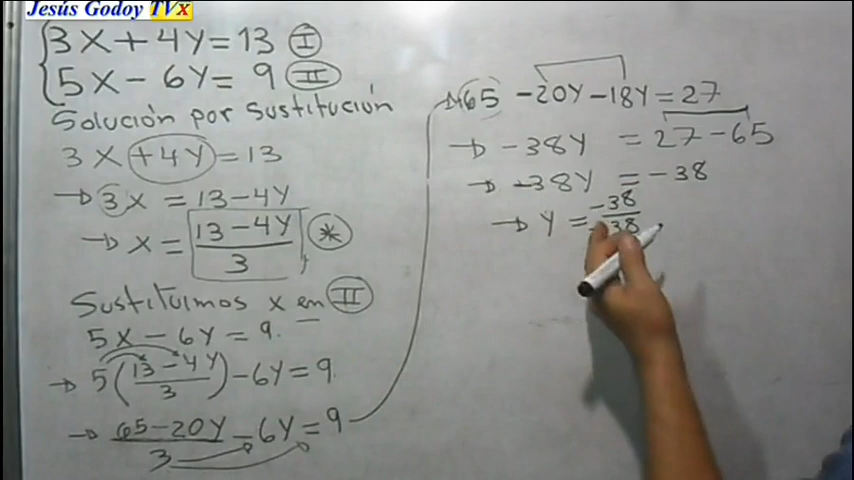 Jesús Godoy TVx
3X+4Y=13 I
5X-6Y=9 II
Solución por sustitución
3X+4Y=13
→ 3X=13-4Y
→ X=13-4Y/3, *
Sustituimos x en II
5X-6Y=9.
→ 5(13-4Y/3)-6Y=9.
→ 65-20Y/3-6Y=9
→ 65-20Y-18Y=27
→ -38Y=27-65
→ -38Y=-38
→ Y=-38/-38